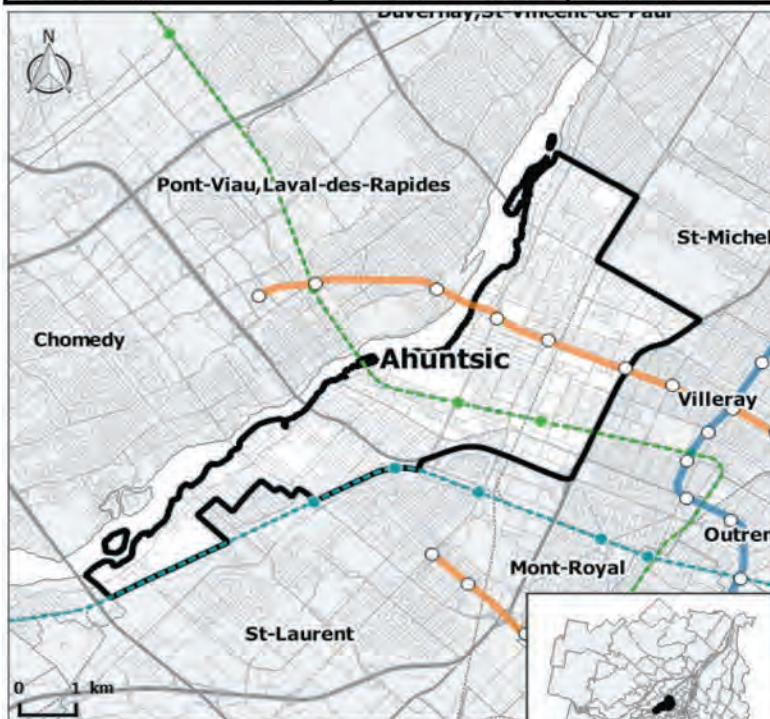 Duvernay,St-Vincent-de-Paul
N
Pont-Viau,Laval-des-Rapides
St-Michel
Chomedy
Ahuntsic
Villeray
Outrem
Mont-Royal
St-Laurent
0 1 km